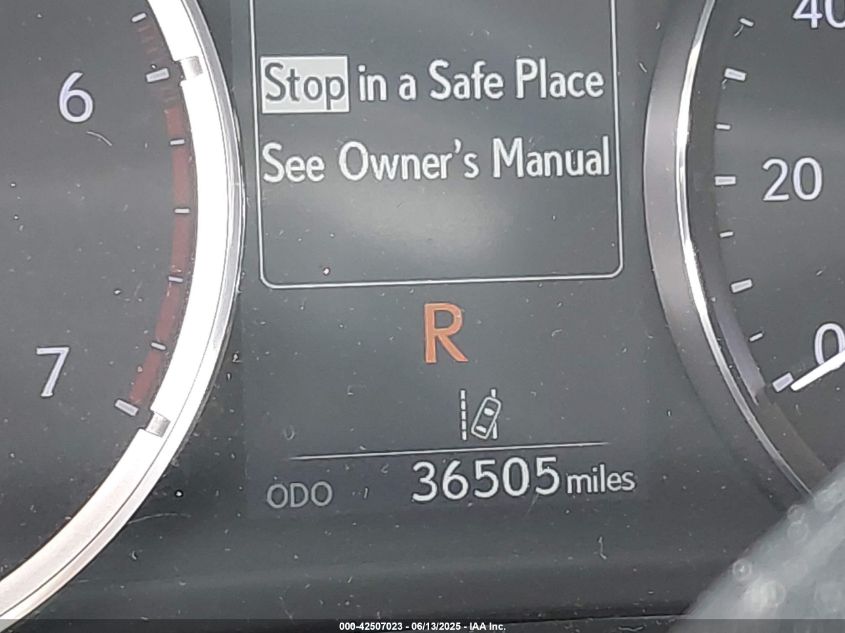 40
6
Stop in a Safe Place
20
See Owner's Manual
R
7
0
ODO 36505 miles
000-42507023 - 06/13/2025 - IAA Inc.